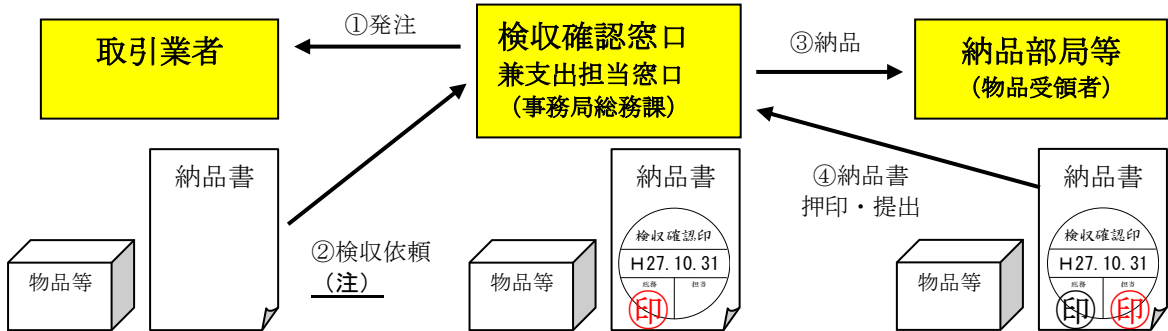 取引業者
①発注
検収確認窓口
兼支出担当窓口
（事務局総務課）
③納品
納品部局等
（物品受領者）
納品書
物品等
②検収依頼
（注）
納品書
検収確認印
H27.10.31
総務
担当
印
物品等
④納品書
押印・提出
納品書
検収確認印
H27.10.31
総務
担当
印
印
物品等